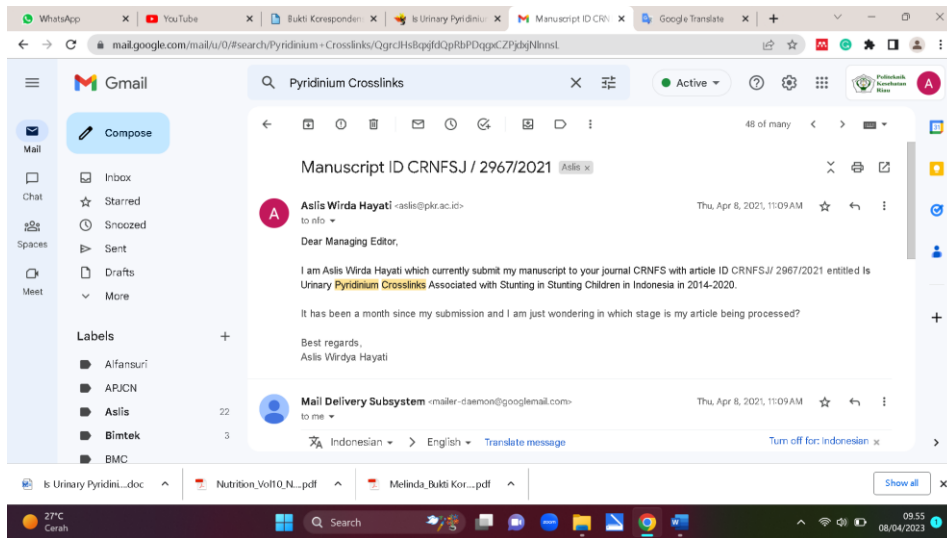 WhatsApp
YouTube
Bukti Koresponden
Is Urinary Pyridiniu
Manuscript ID CRN
Google Translate
mail.google.com/mail/u/0/#search/Pyridinium+Crosslinks/QgrcJHsBqxjfdQpRbPDqgxCZPjdxjNlnnsL
Gmail
Pyridinium Crosslinks
Active
Politeknik
Kesehatan
Riau
A
Mail
Chat
Spaces
Meet
Compose
Inbox
Starred
Snoozed
Sent
Drafts
More
Labels
Alfansuri
APJCN
Aslis 22
Bimtek 3
BMC
48 of many
31
Manuscript ID CRNFSJ / 2967/2021 Aslis x
A
Aslis Wirda Hayati <aslis@pkr.ac.id> Thu, Apr 8, 2021, 11:09 AM
to nfo
Dear Managing Editor,
I am Aslis Wirda Hayati which currently submit my manuscript to your journal CRNFS with article ID CRNFSJ/ 2967/2021 entitled Is
Urinary Pyridinium Crosslinks Associated with Stunting in Stunting Children in Indonesia in 2014-2020.
It has been a month since my submission and I am just wondering in which stage is my article being processed?
Best regards,
Aslis Wirdya Hayati
Mail Delivery Subsystem <mailer-daemon@googlemail.com> Thu, Apr 8, 2021, 11:09 AM
to me
Indonesian > English Translate message Turn off for: Indonesian x
Is Urinary Pyridini....doc
Nutrition_Vol10_N....pdf
Melinda_Bukti Kor....pdf
Show all
27°C
Cerah
Search
09.55
08/04/2023
1